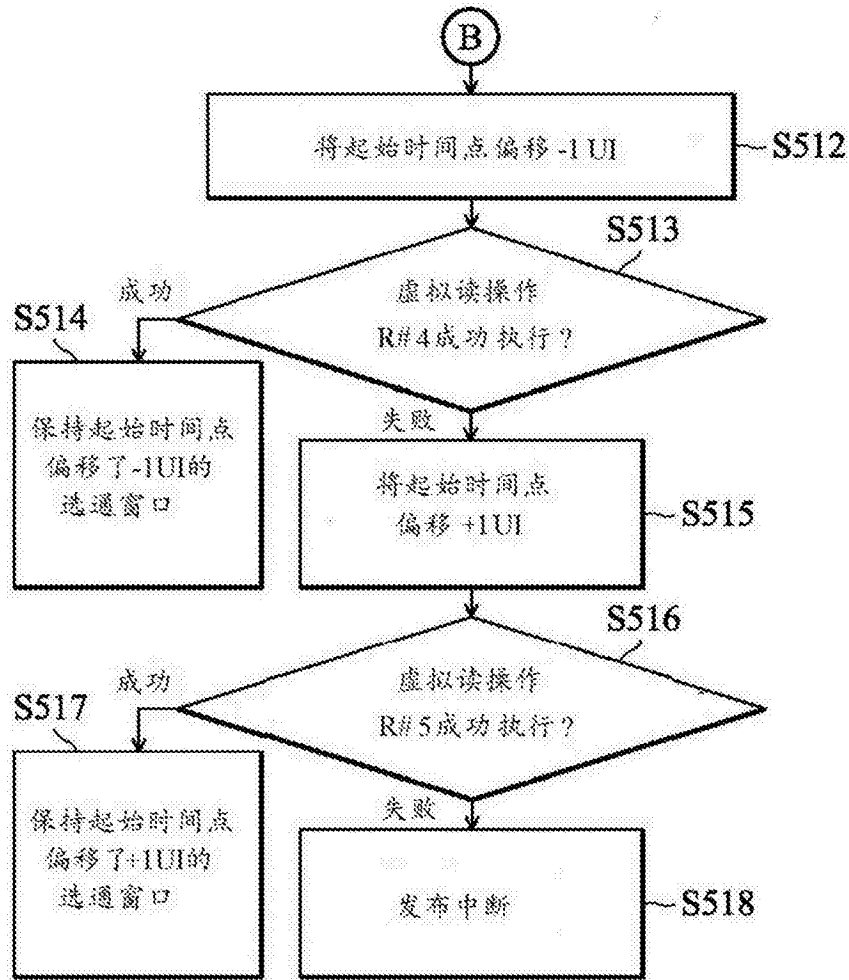 B
将起始时间点偏移 -1 UI
S512
S513
虚拟读操作
R#4成功执行？
成功
S514
保持起始时间点
偏移了-1UI的
选通窗口
失败
将起始时间点
偏移 +1UI
S515
S516
虚拟读操作
R#5成功执行？
成功
S517
保持起始时间点
偏移了+1UI的
选通窗口
失败
发布中断
S518